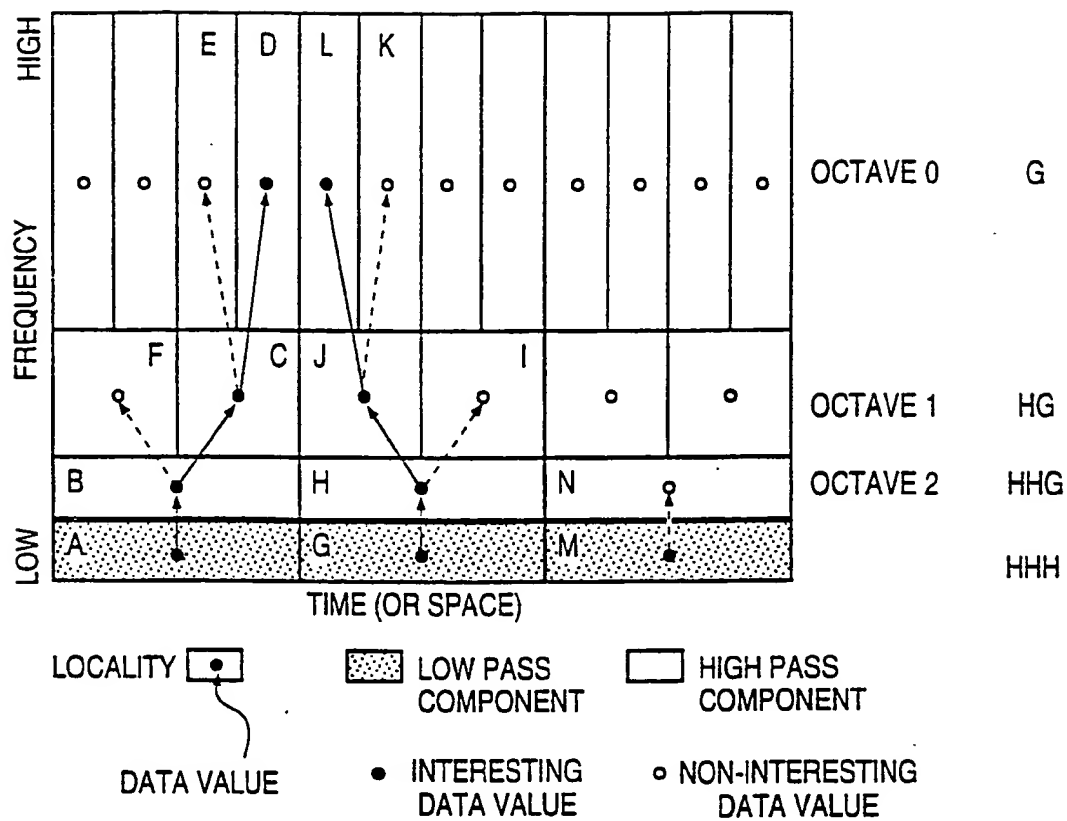 HIGH
FREQUENCY
LOW
E D L K
OCTAVE 0 G
F C J I
OCTAVE 1 HG
B H N
OCTAVE 2 HHG
A G M
HHH
TIME (OR SPACE)
LOCALITY
LOW PASS
COMPONENT
HIGH PASS
COMPONENT
DATA VALUE
INTERESTING
DATA VALUE
NON-INTERESTING
DATA VALUE